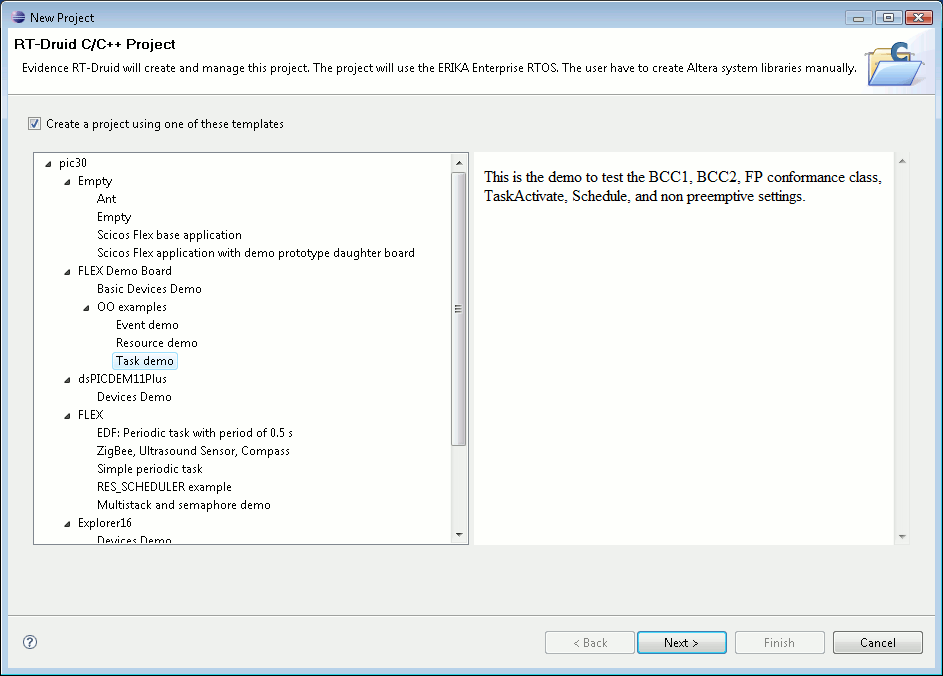 New Project
RT-Druid C/C++ Project
Evidence RT-Druid will create and manage this project. The project will use the ERIKA Enterprise RTOS. The user have to create Altera system libraries manually.
Create a project using one of these templates
pic30
Empty
Ant
Empty
Scicos Flex base application
Scicos Flex application with demo prototype daughter board
FLEX Demo Board
Basic Devices Demo
OO examples
Event demo
Resource demo
Task demo
dsPICDEM11Plus
Devices Demo
FLEX
EDF: Periodic task with period of 0.5 s
ZigBee, Ultrasound Sensor, Compass
Simple periodic task
RES_SCHEDULER example
Multistack and semaphore demo
Explorer16
Devices Demo
This is the demo to test the BCC1, BCC2, FP conformance class,
TaskActivate, Schedule, and non preemptive settings.
?
< Back
Next >
Finish
Cancel